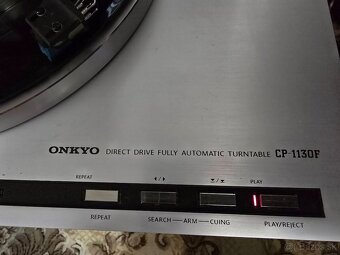 ONKYO DIRECT DRIVE FULLY AUTOMATIC TURNTABLE CP-1130F
REPEAT PLAY
REPEAT SEARCH — ARM — CUING PLAY/REJECT